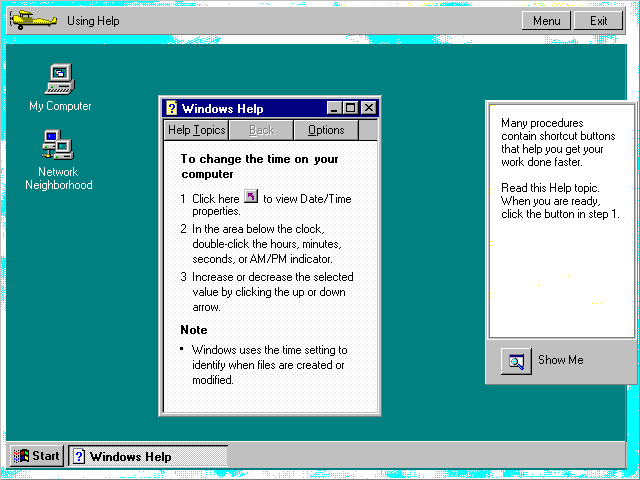 Using Help
Menu
Exit
My Computer
Network
Neighborhood
Windows Help
Help Topics
Back
Options
To change the time on your
computer
1 Click here to view Date/Time
properties.
2 In the area below the clock,
double-click the hours, minutes,
seconds, or AM/PM indicator.
3 Increase or decrease the selected
value by clicking the up or down
arrow.
Note
• Windows uses the time setting to
identify when files are created or
modified.
Many procedures
contain shortcut buttons
that help you get your
work done faster.
Read this Help topic.
When you are ready,
click the button in step 1.
Show Me
Start
Windows Help